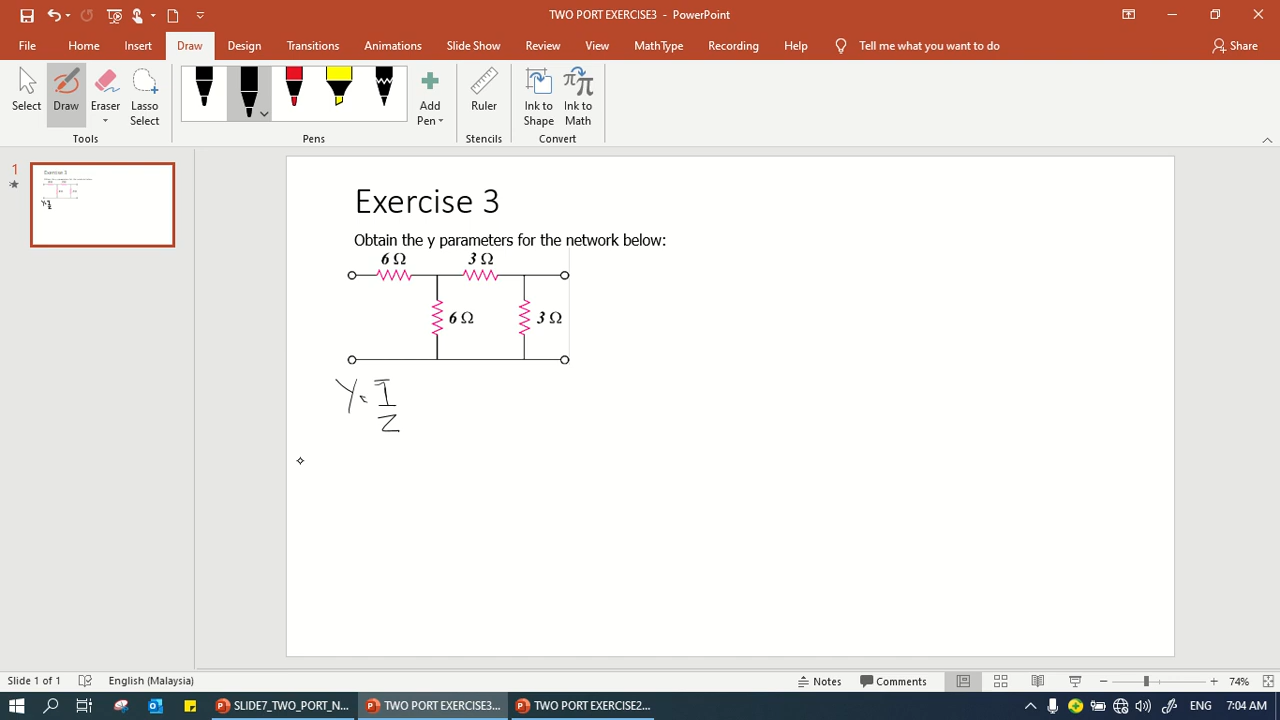 TWO PORT EXERCISE3 - PowerPoint
File Home Insert Draw Design Transitions Animations Slide Show Review View MathType Recording Help Tell me what you want to do Share
Select Draw Eraser Lasso Select Add Pen Ruler Ink to Shape Ink to Math
Tools Pens Stencils Convert
1
Exercise 3
Exercise 3
Obtain the y parameters for the network below:
6 Ω 3 Ω
6 Ω 3 Ω
Y = I
Z
Slide 1 of 1 English (Malaysia) Notes Comments 74%
SLIDE7_TWO_PORT_N... TWO PORT EXERCISE3... TWO PORT EXERCISE2... ENG 7:04 AM